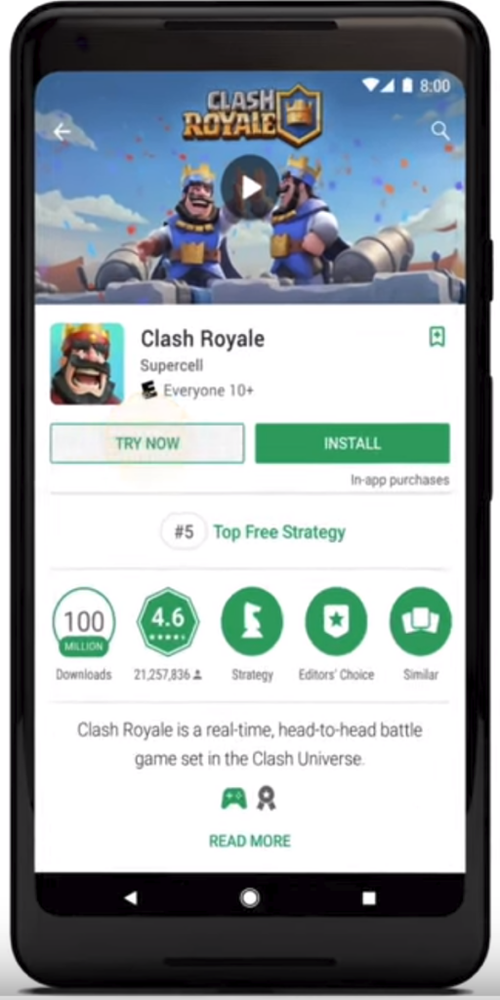 8:00
CLASH
ROYALE
Clash Royale
Supercell
Everyone 10+
TRY NOW
INSTALL
In-app purchases
#5 Top Free Strategy
100
MILLION
4.6
Downloads 21,257,836 Strategy Editors' Choice Similar
Clash Royale is a real-time, head-to-head battle
game set in the Clash Universe.
READ MORE